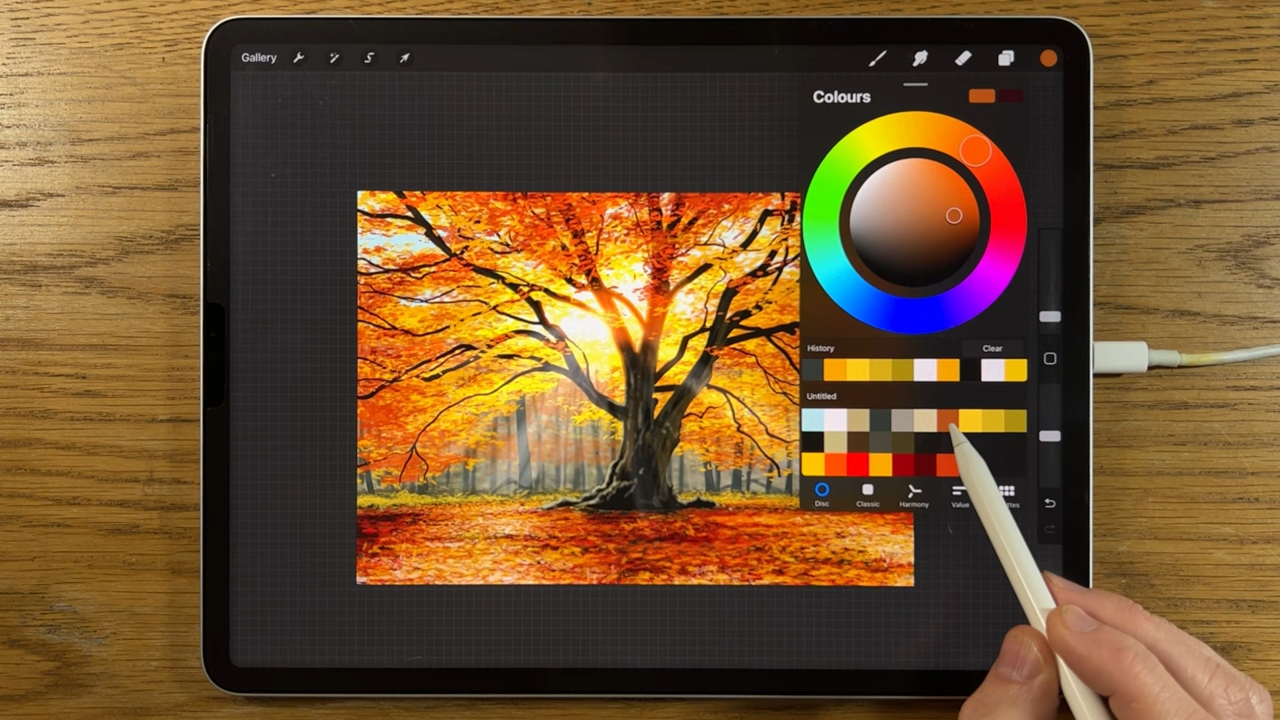 Gallery
Colours
History Clear
Untitled
Disc Classic Harmony Value